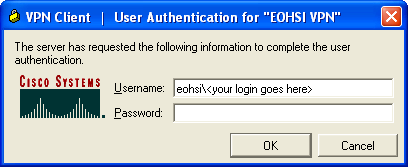 VPN Client | User Authentication for "EOHSI VPN"
The server has requested the following information to complete the user
authentication.
CISCO SYSTEMS
Username: eohsi\<your login goes here>
Password:
OK Cancel